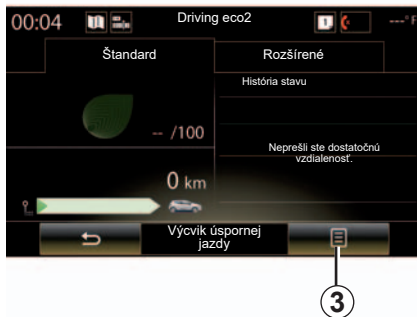 00:04
Driving eco2
1
---°F
Štandard
Rozšírené
História stavu
-- /100
Neprešli ste dostatočnú
vzdialenosť.
0 km
Výcvik úspornej
jazdy
3